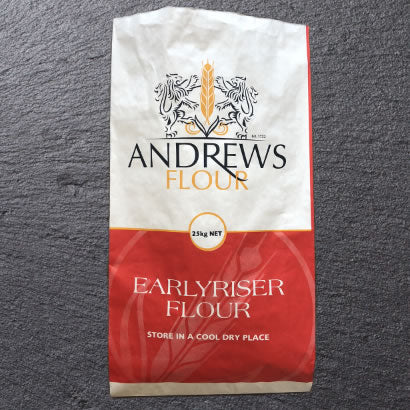 ANDREWS
FLOUR
25kg NET
EARLYRISER
FLOUR
STORE IN A COOL DRY PLACE